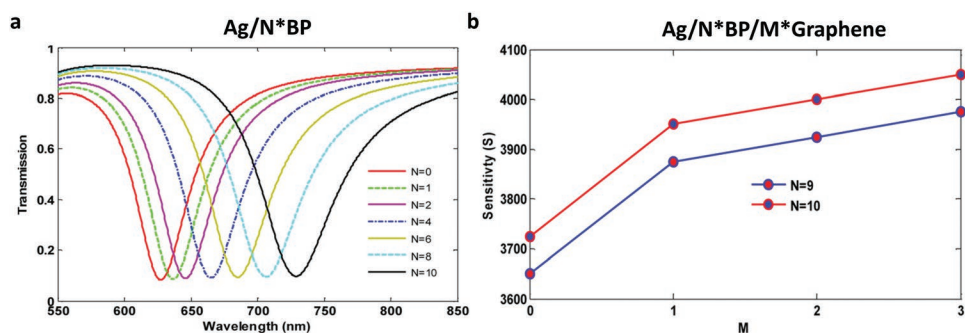 a
Ag/N*BP
1
0.8
0.6
0.4
0.2
0
550
600
650
700
750
800
850
Transmission
Wavelength (nm)
N=0
N=1
N=2
N=4
N=6
N=8
N=10
b
Ag/N*BP/M*Graphene
4100
4000
3900
3800
3700
3600
0
1
2
3
Sensitivity (SS)
M
N=9
N=10